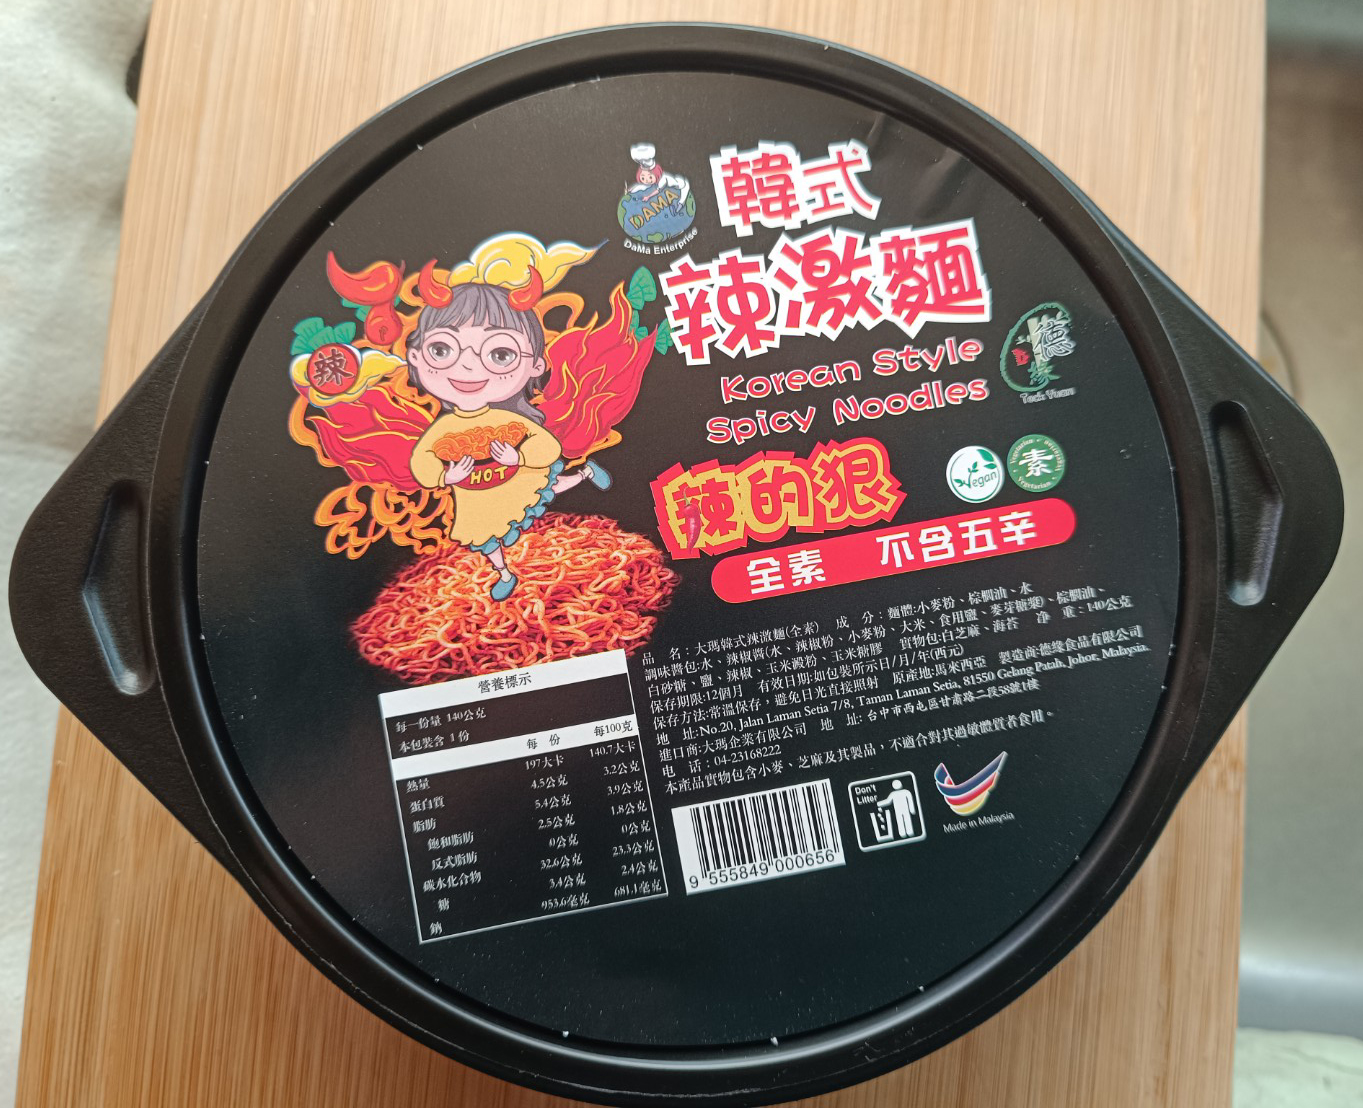 DAMA
DaMa Enterprise
韓式
辣激麵
Korean Style
Spicy Noodles
德
Teck Yuan
辣
HOT
辣的狠
Vegan
素
Vegetarian
全素 不含五辛
品 名：大瑪韓式辣激麵(全素) 成 分：麵體:小麥粉、棕櫚油、水
調味醬包:水、辣椒醬(水、辣椒粉、小麥粉、大米、食用鹽、麥芽糖漿)、棕櫚油、
白砂糖、鹽、辣椒、玉米澱粉、玉米糖膠 實物包:白芝麻、海苔 淨 重：140公克
保存期限:12個月 有效日期:如包裝所示日/月/年(西元)
保存方法:常溫保存，避免日光直接照射 原產地:馬來西亞 製造商:德緣食品有限公司
地 址:No.20, Jalan Laman Setia 7/8, Taman Laman Setia, 81550 Gelang Patah, Johor, Malaysia.
進口商:大瑪企業有限公司 地 址:台中市西屯區甘肅路二段58號1樓
电 话：04-23168222
本產品實物包含小麥、芝麻及其製品，不適合對其過敏體質者食用。
營養標示
每一份量 140公克
本包裝含 1 份
每 份 每100克
熱量 197大卡 140.7大卡
蛋白質 4.5公克 3.2公克
脂肪 5.4公克 3.9公克
飽和脂肪 2.5公克 1.8公克
反式脂肪 0公克 0公克
碳水化合物 32.6公克 23.3公克
糖 3.4公克 2.4公克
鈉 953.6毫克 681.1毫克
9 555849 000656
Don't
Litter
Made in Malaysia